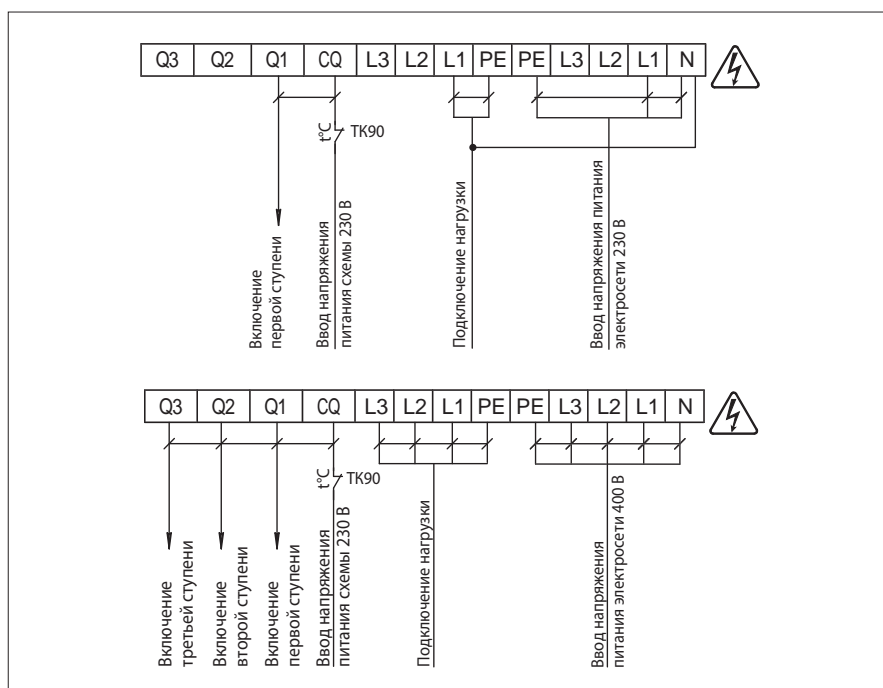 Q3 Q2 Q1 CQ L3 L2 L1 PE PE L3 L2 L1 N
t°C TK90
Включение
первой ступени
Ввод напряжения
питания схемы 230 В
Подключение нагрузки
Ввод напряжения питания
электросети 230 В
Q3 Q2 Q1 CQ L3 L2 L1 PE PE L3 L2 L1 N
t°C TK90
Включение
третьей ступени
Включение
второй ступени
Включение
первой ступени
Ввод напряжения
питания схемы 230 В
Подключение нагрузки
Ввод напряжения
питания электросети 400 В